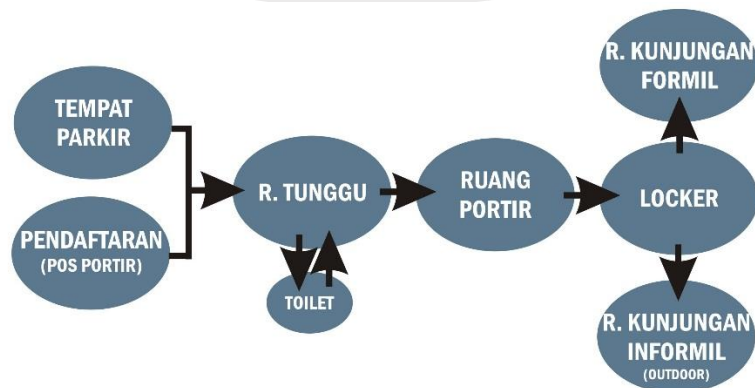 TEMPAT
PARKIR
PENDAFTARAN
(POS PORTIR)
R. TUNGGU
TOILET
RUANG
PORTIR
LOCKER
R. KUNJUNGAN
FORMIL
R. KUNJUNGAN
INFORMIL
(OUTDOOR)